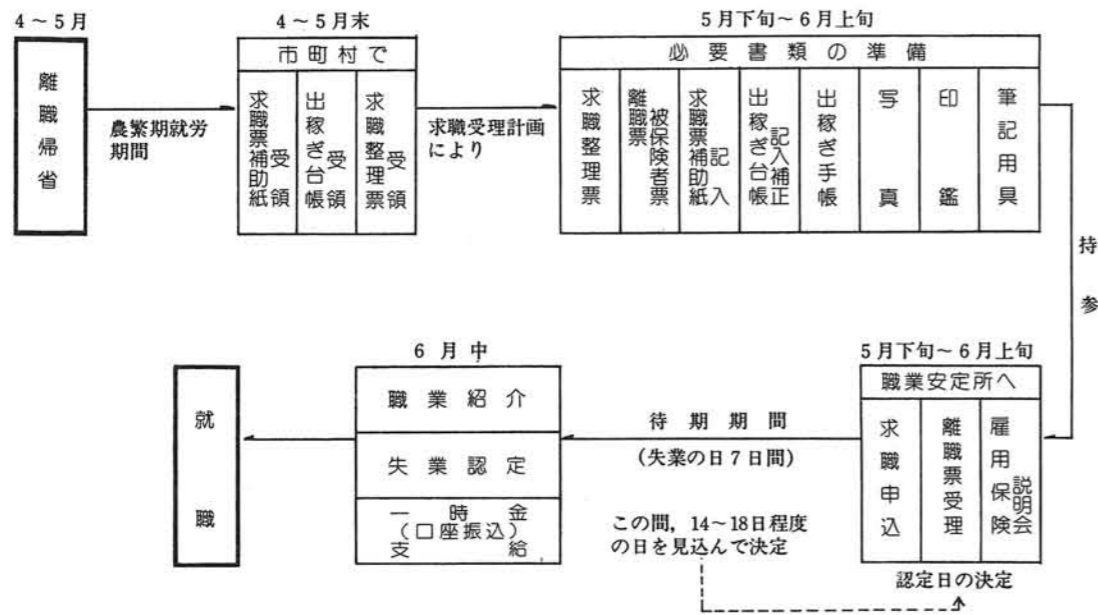 4～5月
離職帰省
農繁期就労
期間
4～5月末
市町村で
求職票補助紙受領
出稼ぎ台帳受領
求職整理票受領
求職受理計画
により
5月下旬～6月上旬
必要書類の準備
求職整理票
離職票
被保険者票
求職票補助紙記入
出稼ぎ台帳記入補正
出稼ぎ手帳
写真
印鑑
筆記用具
持参
5月下旬～6月上旬
職業安定所へ
求職申込
離職票受理
雇用保険説明会
認定日の決定
待期期間
(失業の日7日間)
この間，14～18日程度
の日を見込んで決定
6月中
職業紹介
失業認定
一時金
(口座振込)
支給
就職